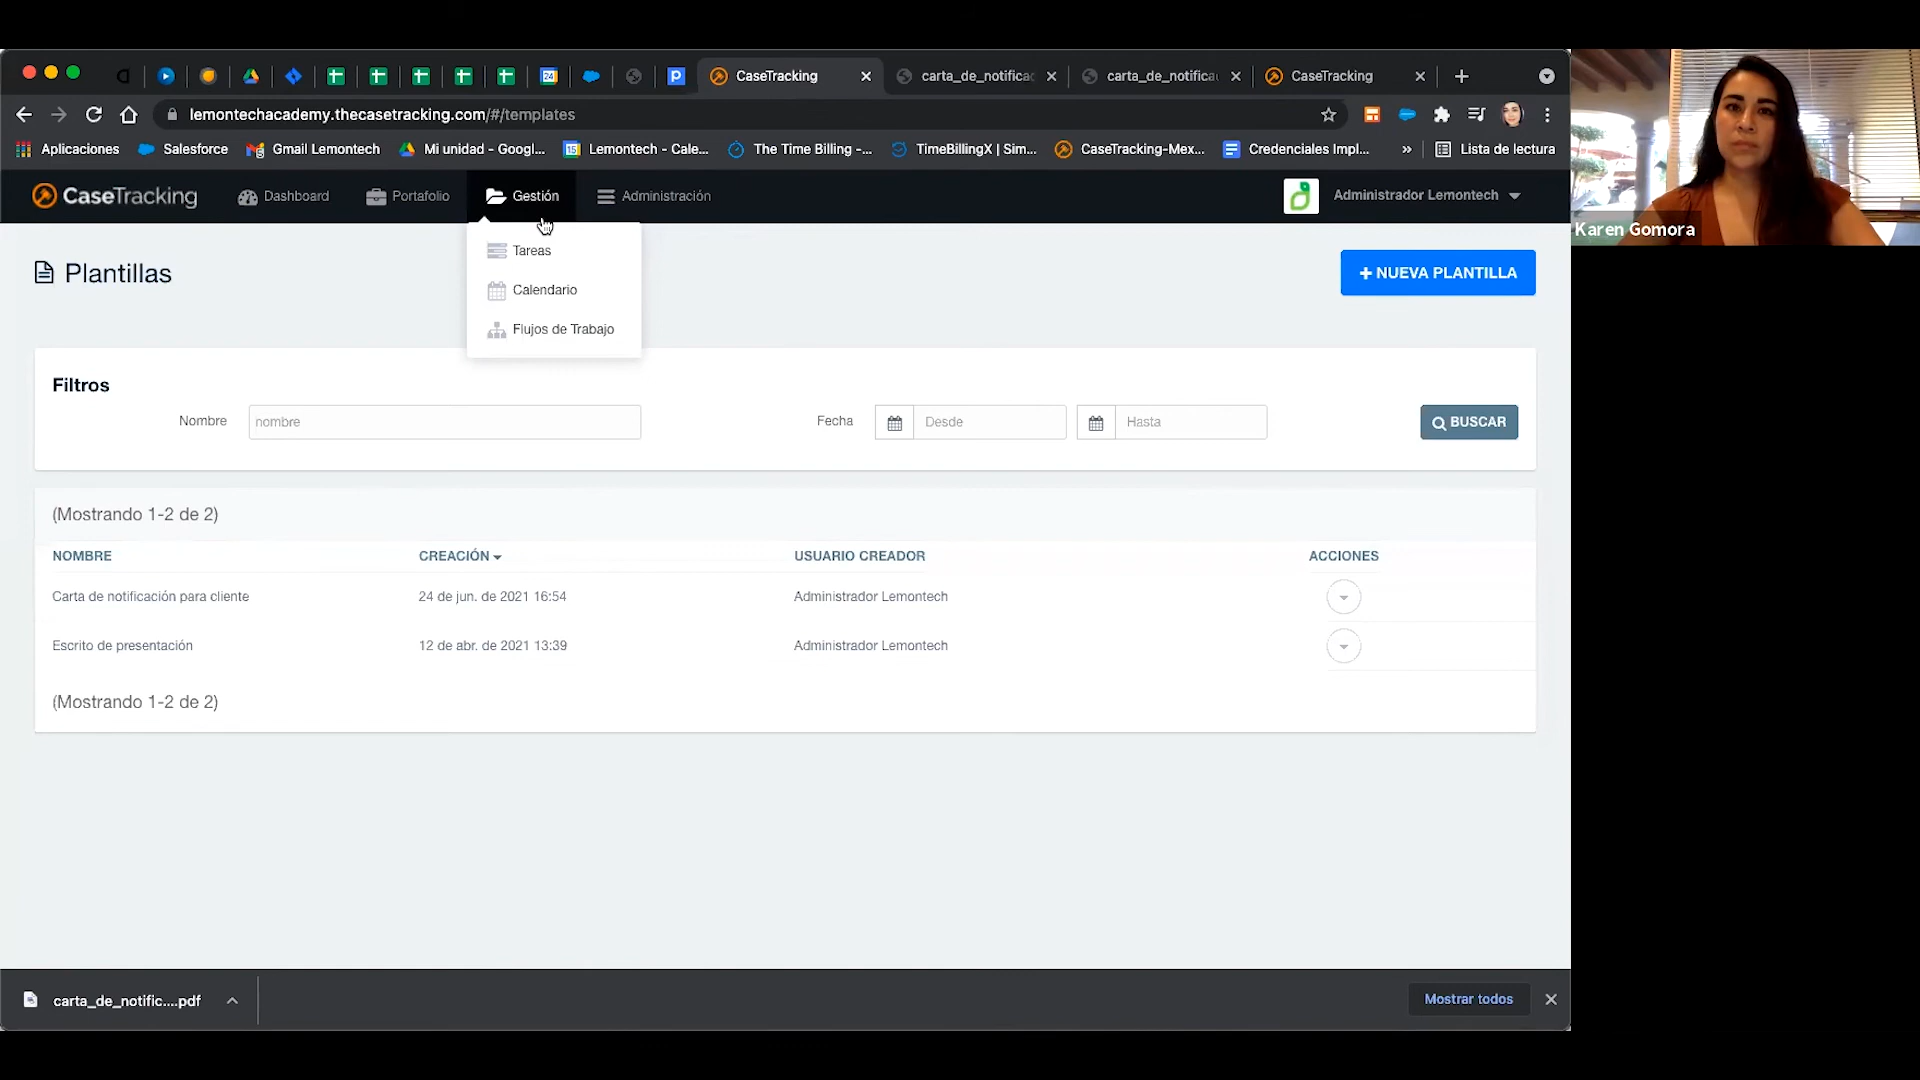 CaseTracking
carta_de_notificac
carta_de_notificac
CaseTracking
lemontechacademy.thecasetracking.com/#/templates
Aplicaciones
Salesforce
Gmail Lemontech
Mi unidad - Googl...
Lemontech - Cale...
The Time Billing -...
TimeBillingX | Sim...
CaseTracking-Mex...
Credenciales Impl...
»
Lista de lectura
CaseTracking
Dashboard
Portafolio
Gestión
Administración
Administrador Lemontech
Karen Gomora
Tareas
Calendario
Flujos de Trabajo
Plantillas
+ NUEVA PLANTILLA
Filtros
Nombre
nombre
Fecha
Desde
Hasta
BUSCAR
(Mostrando 1-2 de 2)
NOMBRE
CREACIÓN
USUARIO CREADOR
ACCIONES
Carta de notificación para cliente
24 de jun. de 2021 16:54
Administrador Lemontech
Escrito de presentación
12 de abr. de 2021 13:39
Administrador Lemontech
(Mostrando 1-2 de 2)
carta_de_notific....pdf
Mostrar todos